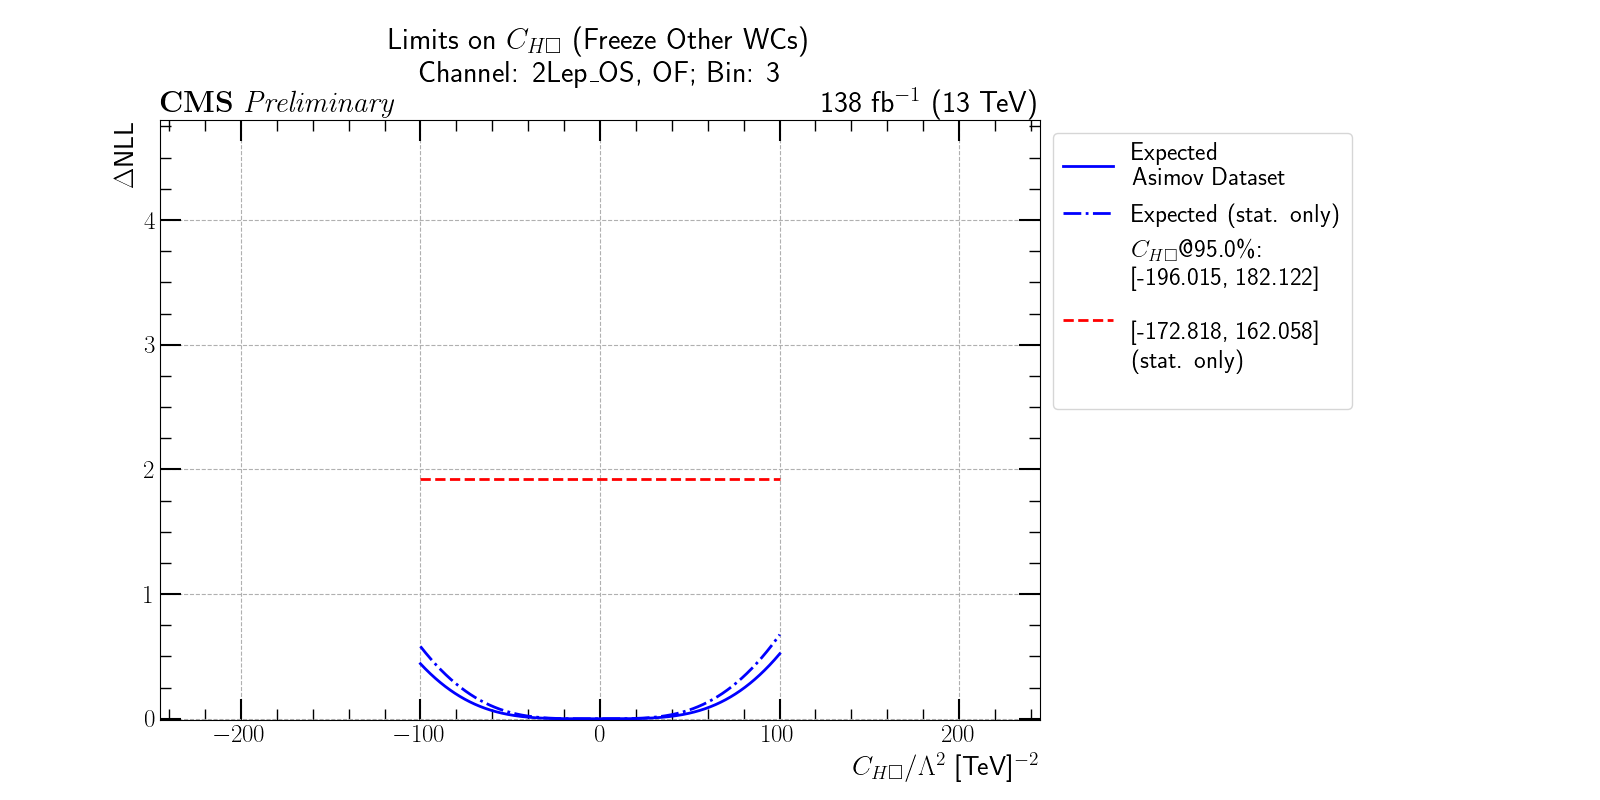 Limits on C_{H□} (Freeze Other WCs)
Channel: 2Lep_OS, OF; Bin: 3
CMS Preliminary 138 fb⁻¹ (13 TeV)
ΔNLL
4
3
2
1
0
−200 −100 0 100 200
C_{H□}/Λ² [TeV]⁻²
Expected
Asimov Dataset
Expected (stat. only)
C_{H□}@95.0%:
[-196.015, 182.122]
[-172.818, 162.058]
(stat. only)